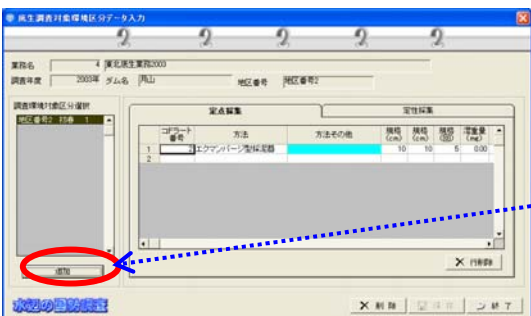 底生調査対象環境区分データ入力
業務名 4 東北底生業務2003
調査年度 2003年 ダム名 月山 地区番号 地区番号2
調査環境対象区分選択
地区番号2 初春 1
定点採集 定性採集
コドラート番号 方法 方法その他 規格(cm) 規格(cm) 規格(回) 湿重量(mg)
1 2 エクマンバージ型採泥器 10 10 5 0.00
2
行削除
追加
水辺の国勢調査
削除 保存 終了